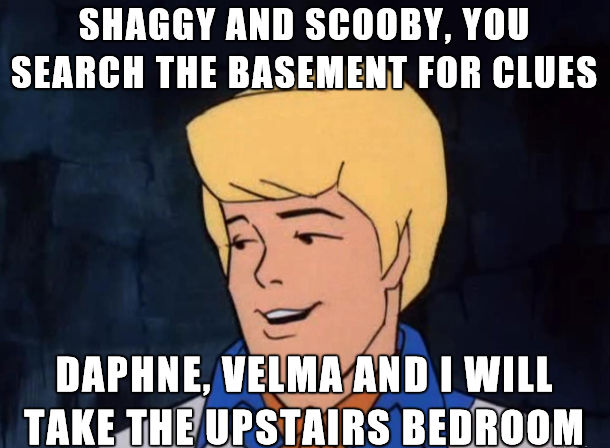 SHAGGY AND SCOOBY, YOU
SEARCH THE BASEMENT FOR CLUES
DAPHNE, VELMA AND I WILL
TAKE THE UPSTAIRS BEDROOM